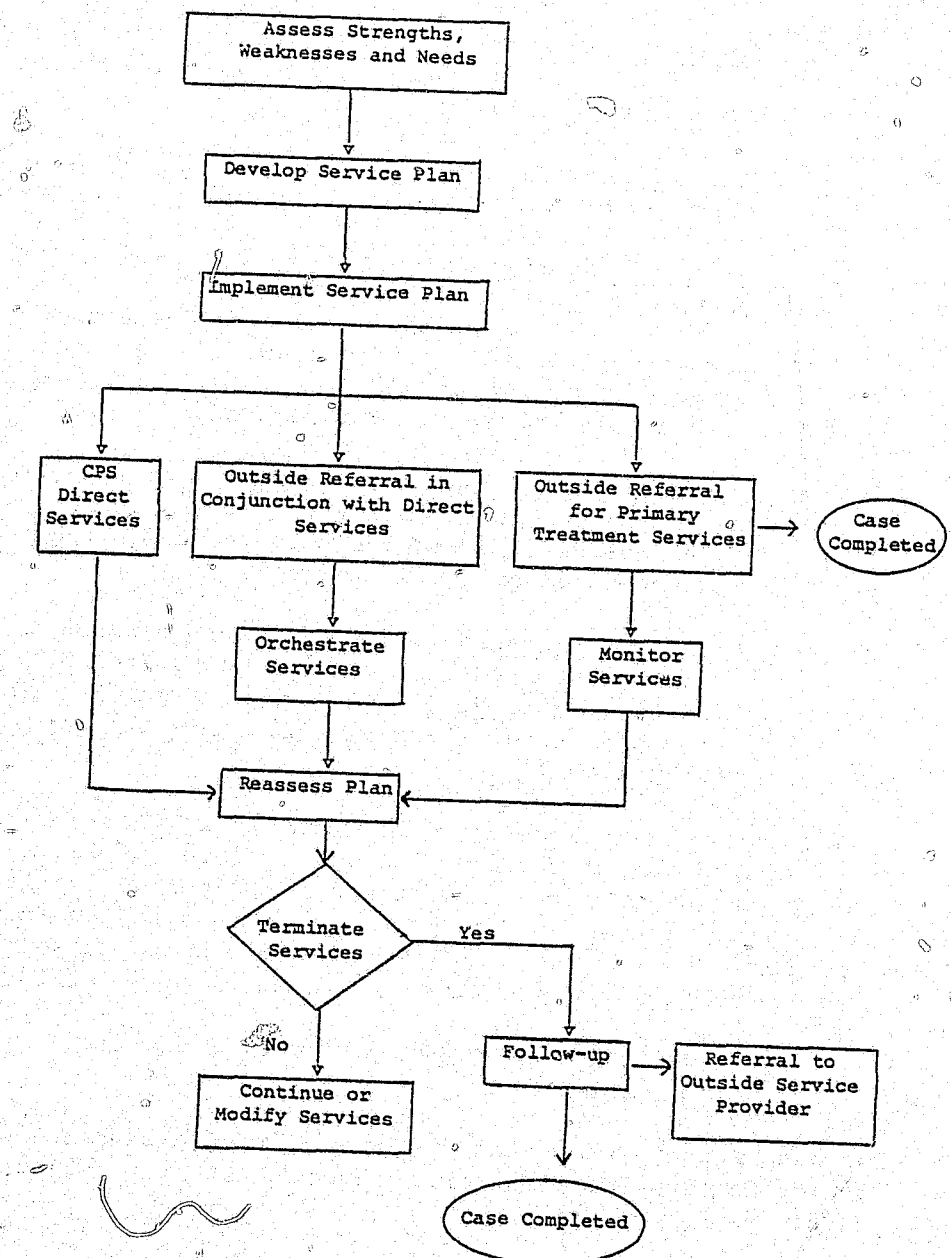 Assess Strengths,
Weaknesses and Needs
Develop Service Plan
Implement Service Plan
CPS
Direct
Services
Outside Referral in
Conjunction with Direct
Services
Outside Referral
for Primary
Treatment Services
Case
Completed
Orchestrate
Services
Monitor
Services
Reassess Plan
Terminate
Services
Yes
No
Continue or
Modify Services
Follow-up
Referral to
Outside Service
Provider
Case Completed